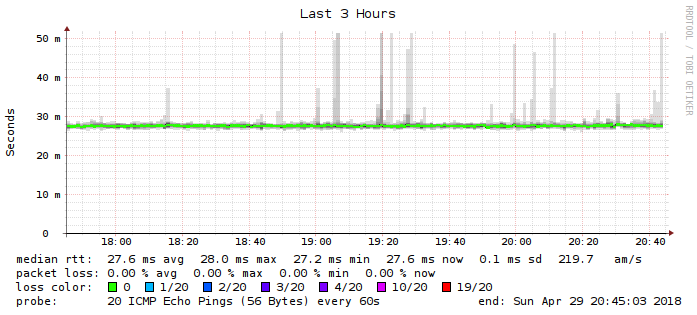 Last 3 Hours
RRDTOOL / TOBI OETIKER
Seconds
50 m
40 m
30 m
20 m
10 m
0
18:00 18:20 18:40 19:00 19:20 19:40 20:00 20:20 20:40
median rtt: 27.6 ms avg 28.0 ms max 27.2 ms min 27.6 ms now 0.1 ms sd 219.7 am/s
packet loss: 0.00 % avg 0.00 % max 0.00 % min 0.00 % now
loss color: 0 1/20 2/20 3/20 4/20 10/20 19/20
probe: 20 ICMP Echo Pings (56 Bytes) every 60s end: Sun Apr 29 20:45:03 2018